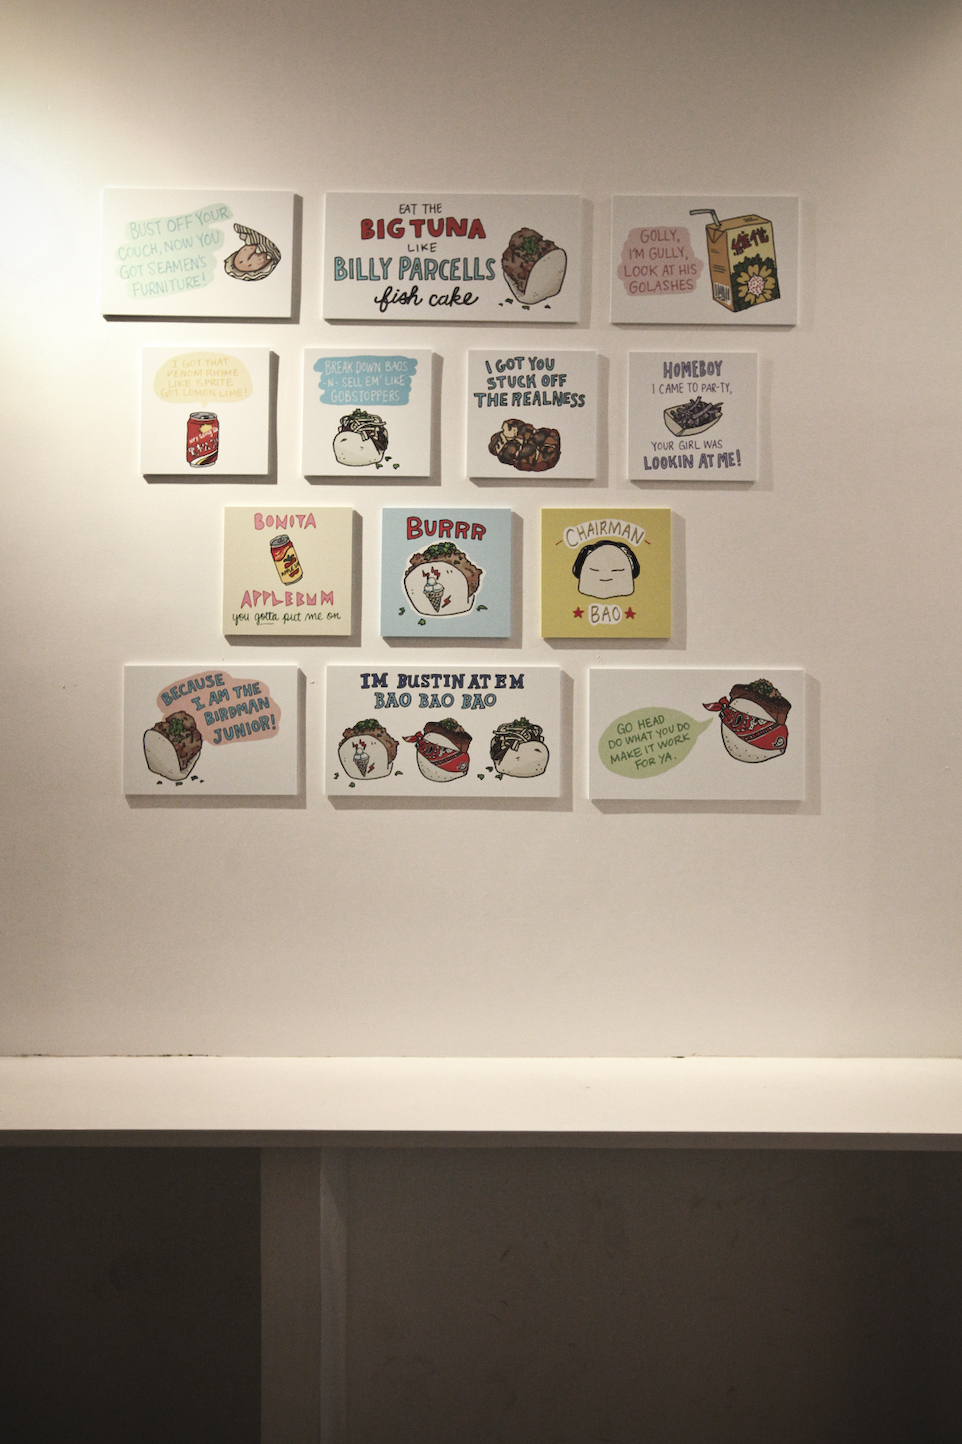 BUST OFF YOUR
COUCH, NOW YOU
GOT SEAMEN'S
FURNITURE!
EAT THE
BIG TUNA
LIKE
BILLY PARCELLS
fish cake
GOLLY,
I'M GULLY,
LOOK AT HIS
GOLASHES
I GOT THAT
VENOM RHYME
LIKE SPRITE
GOT LEMON LIME!
BREAK DOWN BAOS
-N- SELL EM' LIKE
GOBSTOPPERS
I GOT YOU
STUCK OFF
THE REALNESS
HOMEBOY
I CAME TO PAR-TY,
YOUR GIRL WAS
LOOKIN AT ME!
BONITA
APPLEBUM
you gotta put me on
BURRR
CHAIRMAN
BAO
BECAUSE
I AM THE
BIRDMAN
JUNIOR!
IM BUSTIN AT EM
BAO BAO BAO
GO HEAD
DO WHAT YOU DO
MAKE IT WORK
FOR YA.